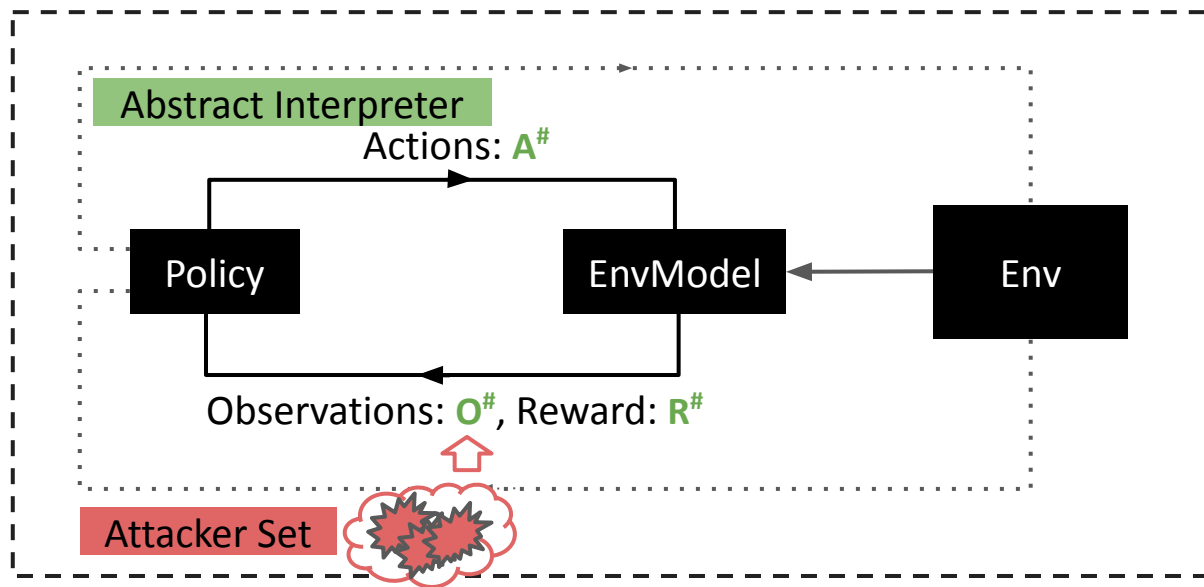 Abstract Interpreter
Actions: A#
Policy
EnvModel
Env
Observations: O#, Reward: R#
Attacker Set